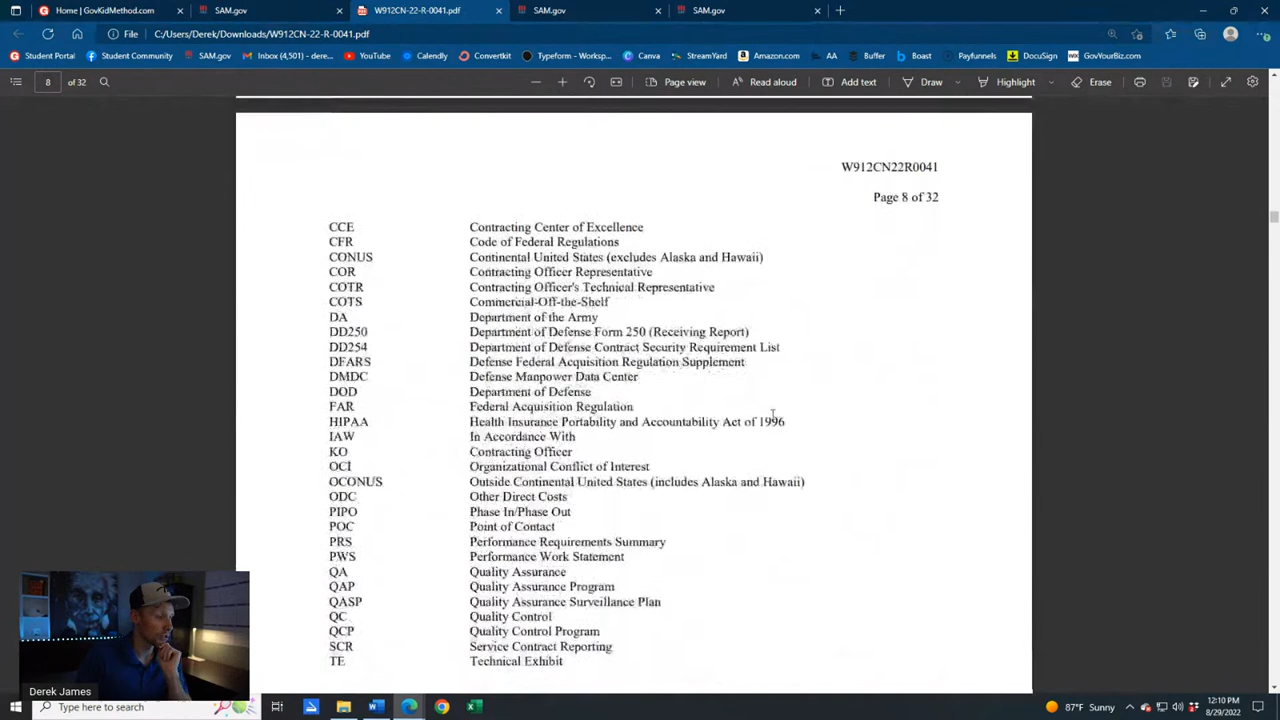 Home | GovKidMethod.com
SAM.gov
W912CN-22-R-0041.pdf
SAM.gov
SAM.gov
File
C:/Users/Derek/Downloads/W912CN-22-R-0041.pdf
Student Portal
Student Community
SAM.gov
Inbox (4,501) - dere...
YouTube
Calendly
Convertkit
Typeform - Worksp...
Canva
StreamYard
Amazon.com
AA
Buffer
Boast
Payfunnels
DocuSign
GovYourBiz.com
8 of 32
Page view
Read aloud
Add text
Draw
Highlight
Erase
W912CN22R0041
Page 8 of 32
CCE Contracting Center of Excellence
CFR Code of Federal Regulations
CONUS Continental United States (excludes Alaska and Hawaii)
COR Contracting Officer Representative
COTR Contracting Officer's Technical Representative
COTS Commercial-Off-the-Shelf
DA Department of the Army
DD250 Department of Defense Form 250 (Receiving Report)
DD254 Department of Defense Contract Security Requirement List
DFARS Defense Federal Acquisition Regulation Supplement
DMDC Defense Manpower Data Center
DOD Department of Defense
FAR Federal Acquisition Regulation
HIPAA Health Insurance Portability and Accountability Act of 1996
IAW In Accordance With
KO Contracting Officer
OCI Organizational Conflict of Interest
OCONUS Outside Continental United States (includes Alaska and Hawaii)
ODC Other Direct Costs
PIPO Phase In/Phase Out
POC Point of Contact
PRS Performance Requirements Summary
PWS Performance Work Statement
QA Quality Assurance
QAP Quality Assurance Program
QASP Quality Assurance Surveillance Plan
QC Quality Control
QCP Quality Control Program
SCR Service Contract Reporting
TE Technical Exhibit
Derek James
Type here to search
87°F Sunny
12:10 PM
8/29/2022